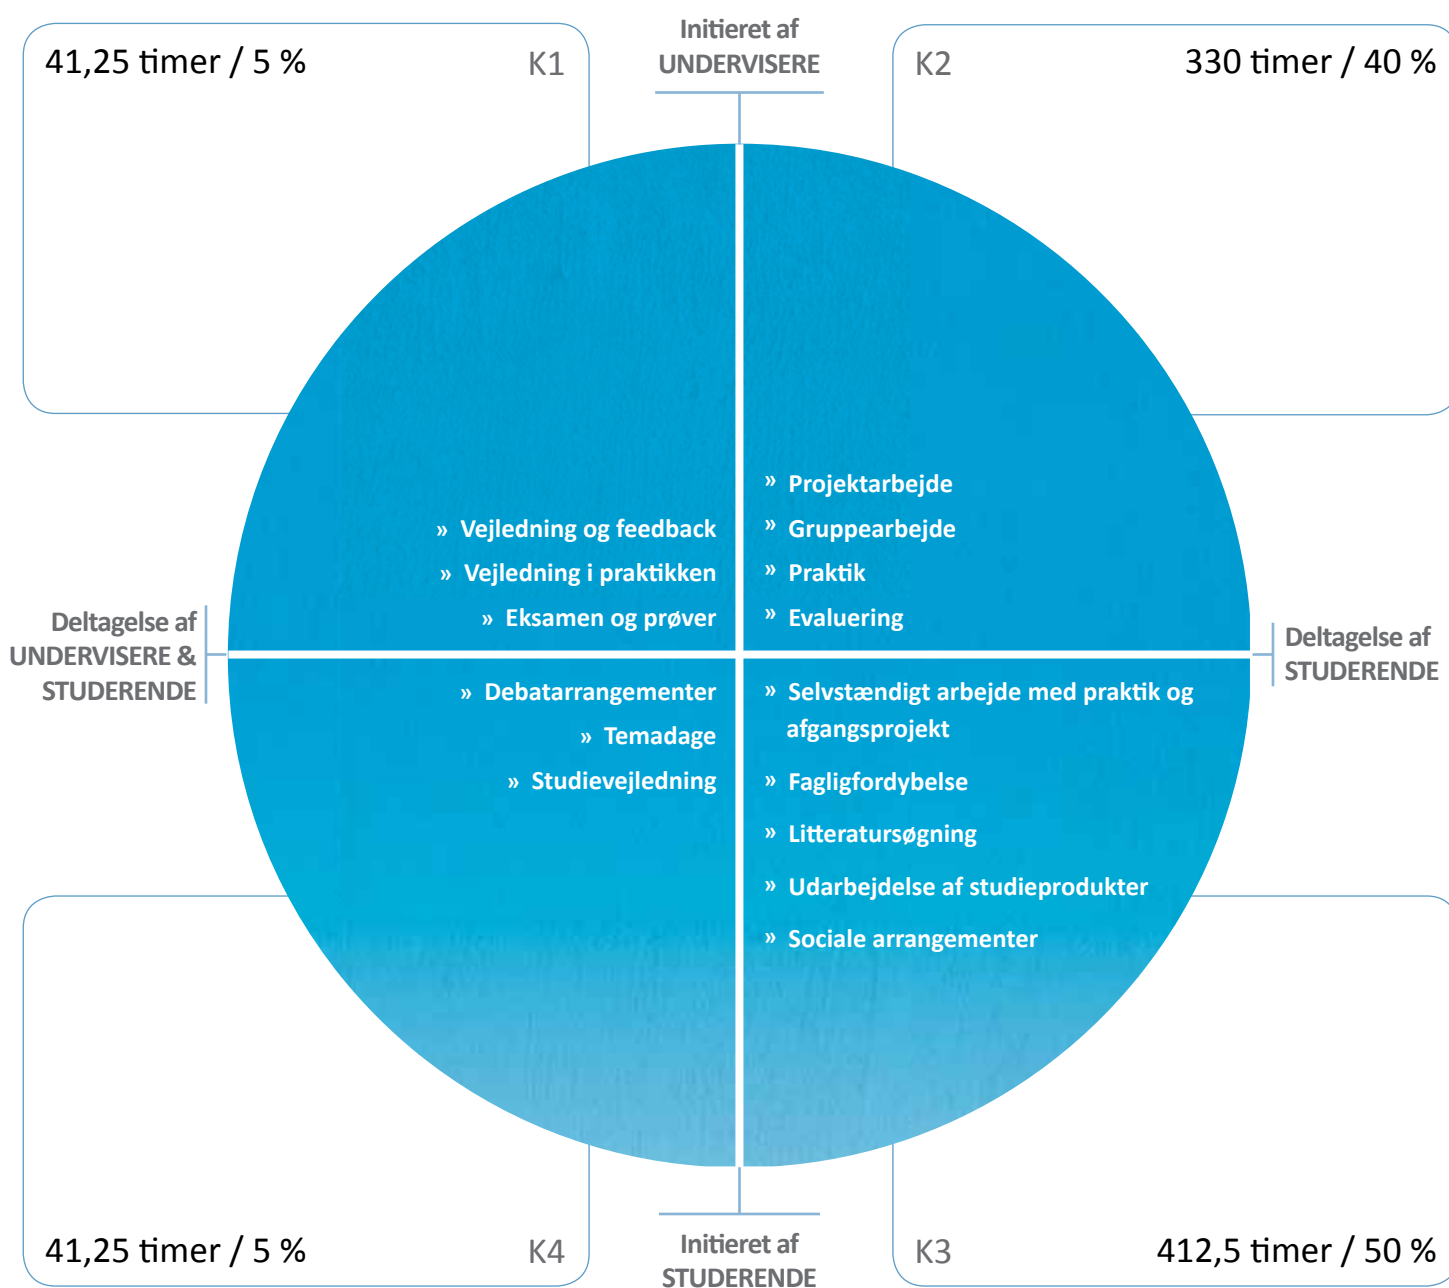 Initieret af
UNDERVISERE
41,25 timer / 5 %
K1
K2
330 timer / 40 %
» Vejledning og feedback
» Vejledning i praktikken
» Eksamen og prøver
» Projektarbejde
» Gruppearbejde
» Praktik
» Evaluering
Deltagelse af
UNDERVISERE &
STUDERENDE
Deltagelse af
STUDERENDE
» Debatarrangementer
» Temadage
» Studievejledning
» Selvstændigt arbejde med praktik og
afgangsprojekt
» Fagligfordybelse
» Litteratursøgning
» Udarbejdelse af studieprodukter
» Sociale arrangementer
41,25 timer / 5 %
K4
Initieret af
STUDERENDE
K3
412,5 timer / 50 %